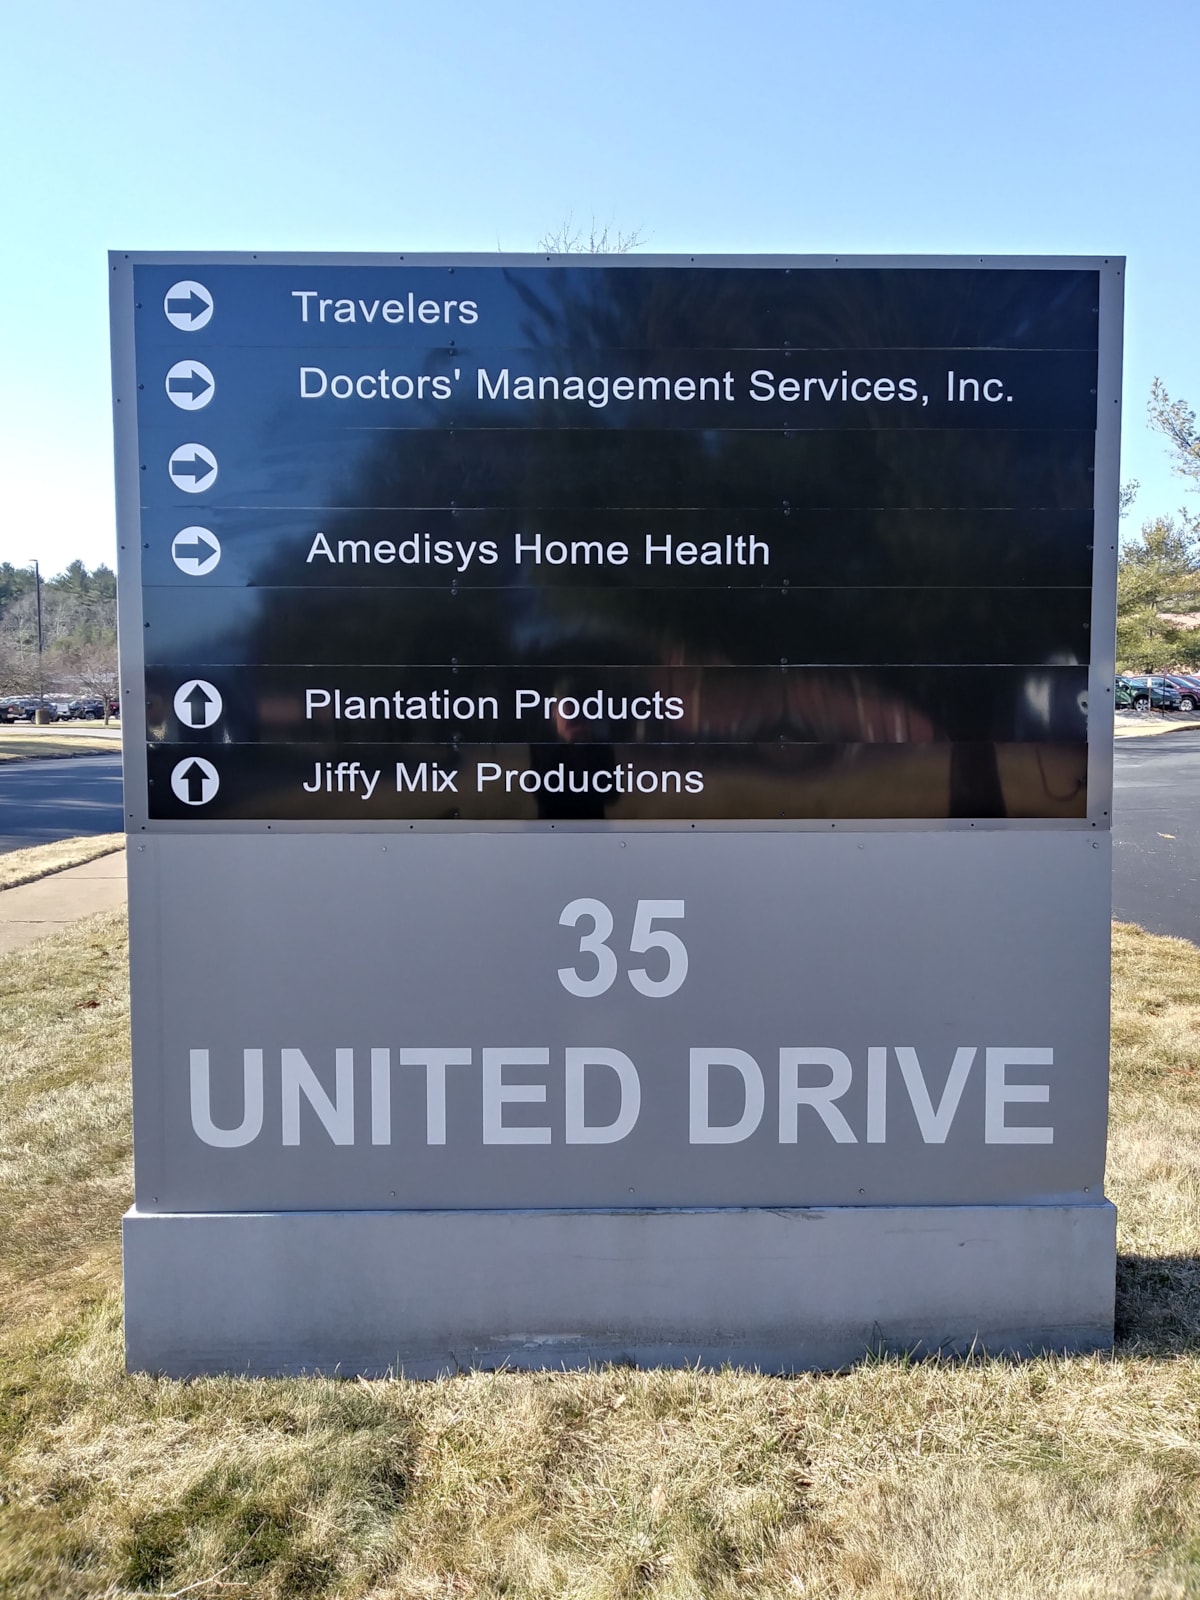 Travelers
Doctors' Management Services, Inc.
Amedisys Home Health
Plantation Products
Jiffy Mix Productions
35
UNITED DRIVE